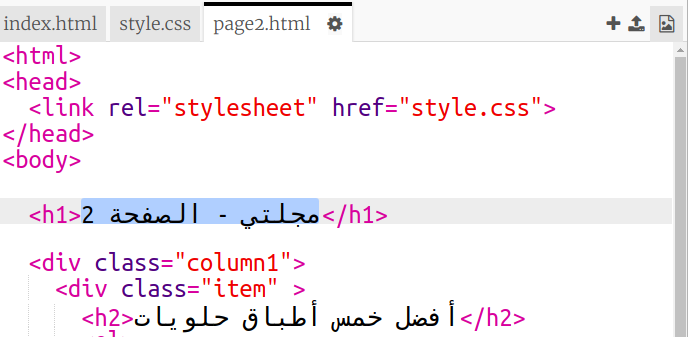 index.html style.css page2.html
<html>
<head>
<link rel="stylesheet" href="style.css">
</head>
<body>
<h1>مجلتي - الصفحة 2</h1>
<div class="column1">
<div class="item" >
<h2>أفضل خمس أطباق حلويات</h2>